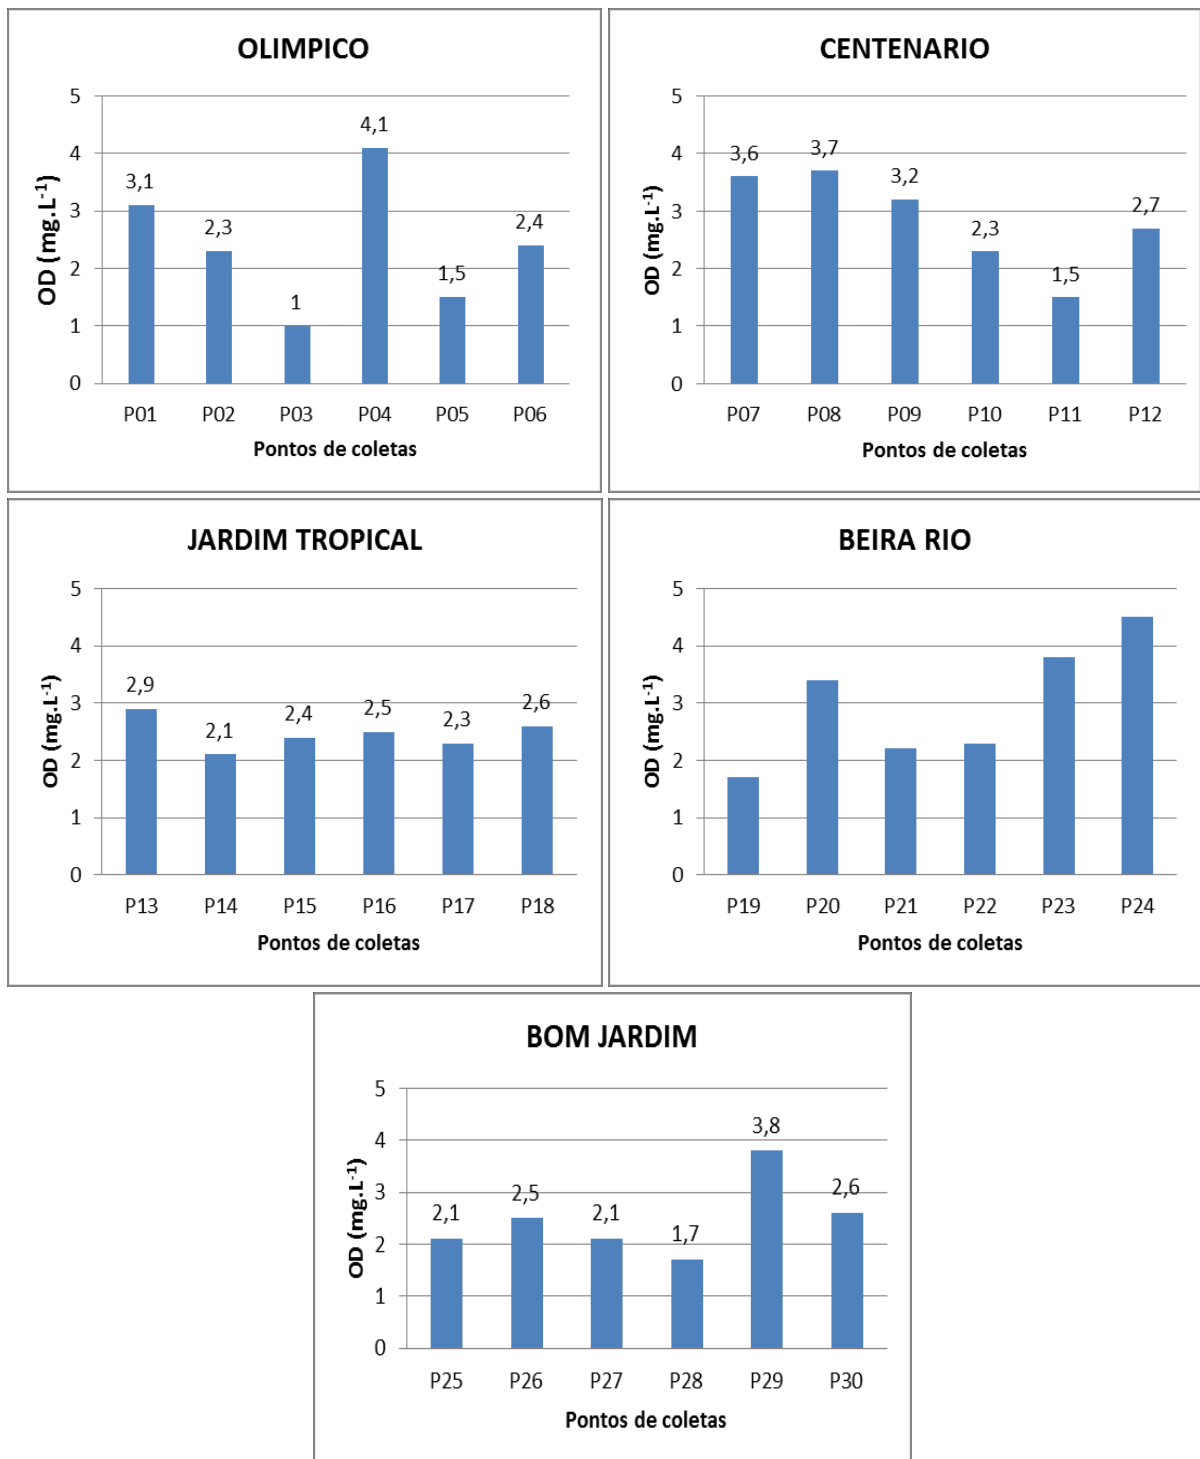 OLIMPICO
5
4
3
2
1
0
OD (mg.L-1)
3,1
2,3
1
4,1
1,5
2,4
P01 P02 P03 P04 P05 P06
Pontos de coletas
CENTENARIO
5
4
3
2
1
0
OD (mg.L-1)
3,6
3,7
3,2
2,3
1,5
2,7
P07 P08 P09 P10 P11 P12
Pontos de coletas
JARDIM TROPICAL
5
4
3
2
1
0
OD (mg.L-1)
2,9
2,1
2,4
2,5
2,3
2,6
P13 P14 P15 P16 P17 P18
Pontos de coletas
BEIRA RIO
5
4
3
2
1
0
OD (mg.L-1)
P19 P20 P21 P22 P23 P24
Pontos de coletas
BOM JARDIM
5
4
3
2
1
0
OD (mg.L-1)
2,1
2,5
2,1
1,7
3,8
2,6
P25 P26 P27 P28 P29 P30
Pontos de coletas